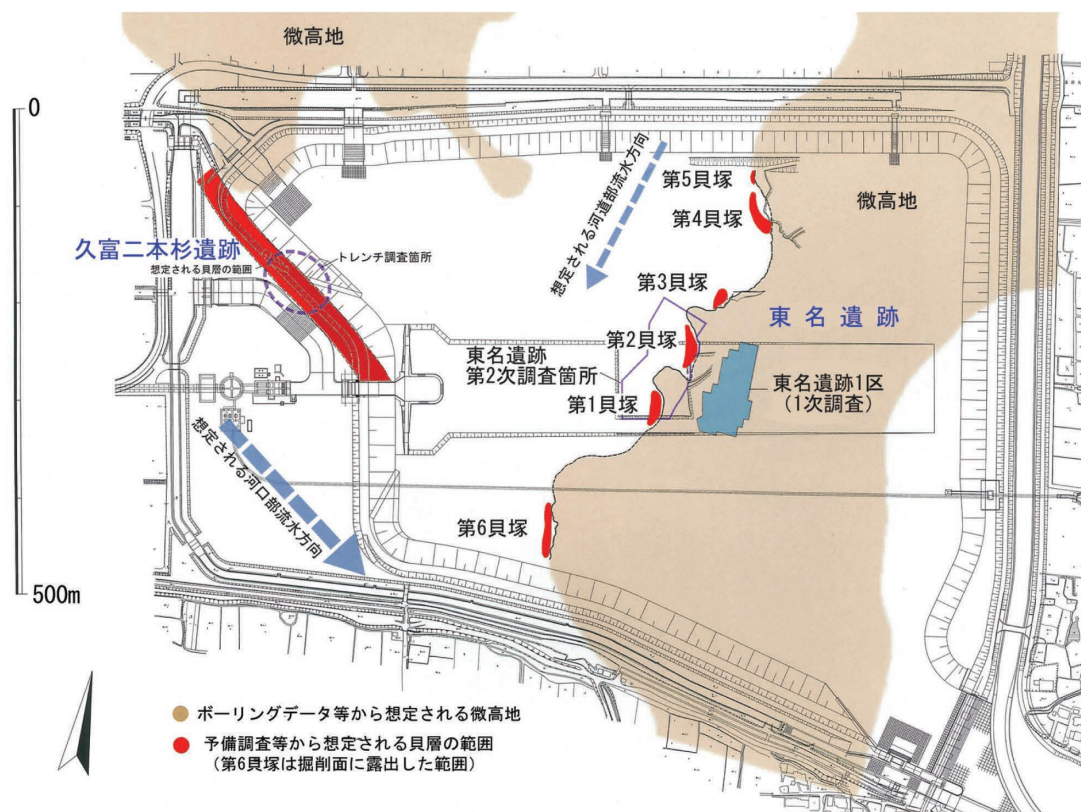 微高地
0
第5貝塚
第4貝塚
想定される河道部流水方向
微高地
久富二本杉遺跡
想定される貝層の範囲
トレンチ調査箇所
第3貝塚
東名遺跡
第2貝塚
東名遺跡
第2次調査箇所
東名遺跡1区
(1次調査)
第1貝塚
想定される河口部流水方向
第6貝塚
500m
ボーリングデータ等から想定される微高地
予備調査等から想定される貝層の範囲
(第6貝塚は掘削面に露出した範囲)